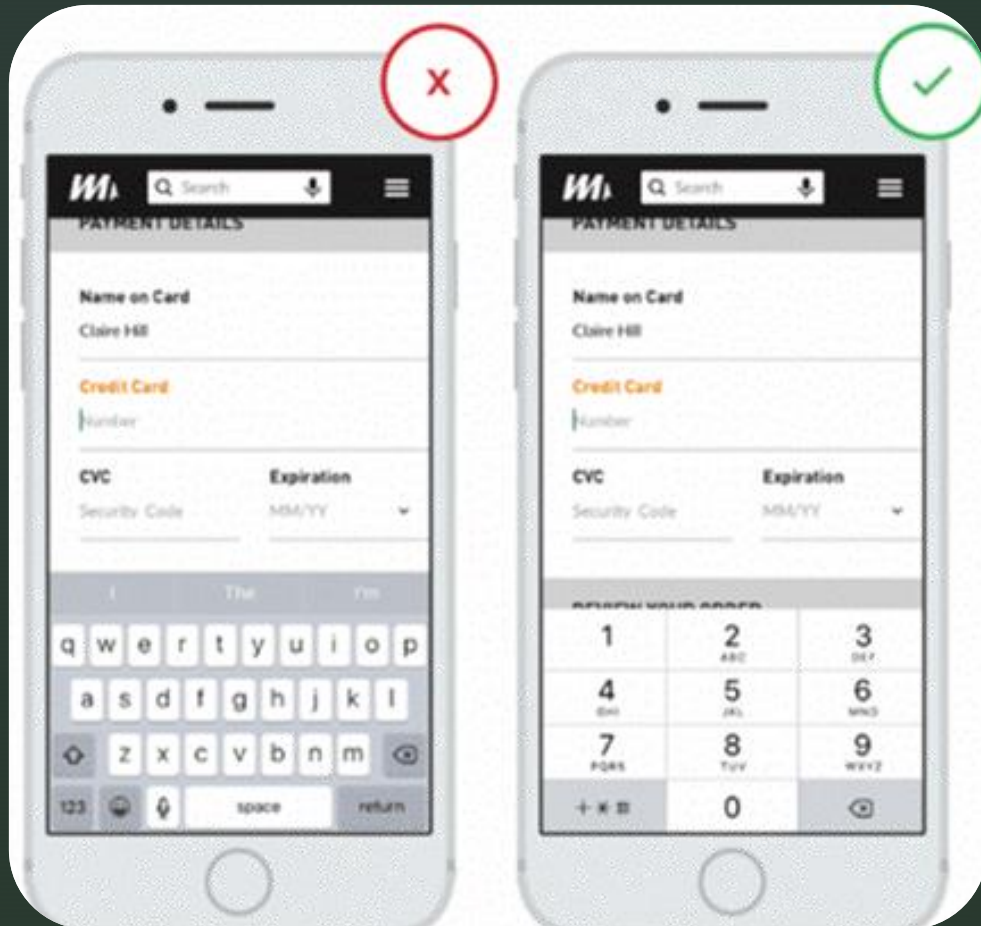 X
Search
PAYMENT DETAILS
Name on Card
Claire Hill
Credit Card
Number
CVC Expiration
Security Code MM/YY
I The I'm
q w e r t y u i o p
a s d f g h j k l
z x c v b n m
123 space return
Search
PAYMENT DETAILS
Name on Card
Claire Hill
Credit Card
Number
CVC Expiration
Security Code MM/YY
REVIEW YOUR ORDER
1 2 3
ABC DEF
4 5 6
GHI JKL MNO
7 8 9
PQRS TUV WXYZ
+ * # 0